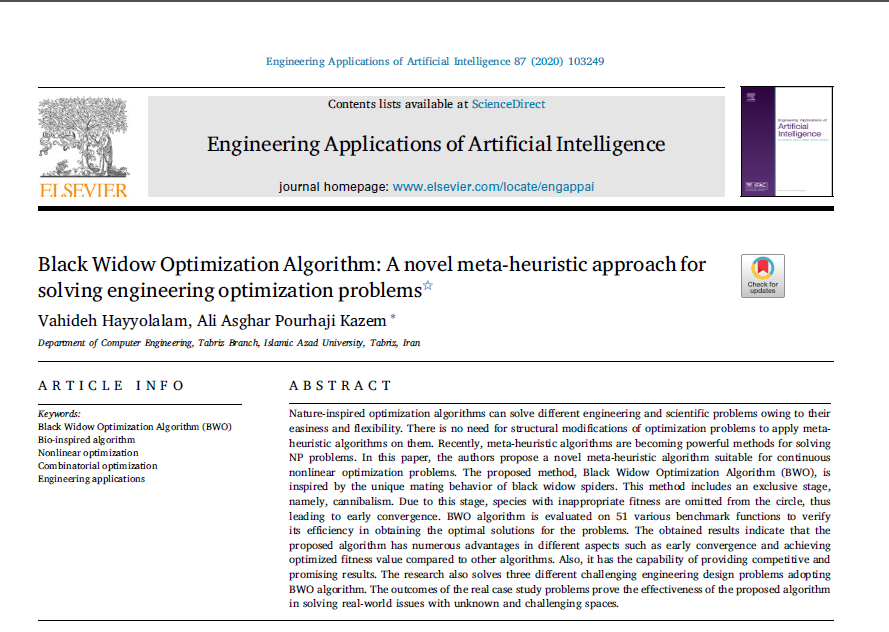 Engineering Applications of Artificial Intelligence 87 (2020) 103249
Contents lists available at ScienceDirect
Engineering Applications of Artificial Intelligence
journal homepage: www.elsevier.com/locate/engappai
ELSEVIER
Engineering Applications of
Artificial
Intelligence
IFAC
Black Widow Optimization Algorithm: A novel meta-heuristic approach for
solving engineering optimization problems☆
Check for
updates
Vahideh Hayyolalam, Ali Asghar Pourhaji Kazem *
Department of Computer Engineering, Tabriz Branch, Islamic Azad University, Tabriz, Iran
ARTICLE INFO
Keywords:
Black Widow Optimization Algorithm (BWO)
Bio-inspired algorithm
Nonlinear optimization
Combinatorial optimization
Engineering applications
ABSTRACT
Nature-inspired optimization algorithms can solve different engineering and scientific problems owing to their
easiness and flexibility. There is no need for structural modifications of optimization problems to apply meta-
heuristic algorithms on them. Recently, meta-heuristic algorithms are becoming powerful methods for solving
NP problems. In this paper, the authors propose a novel meta-heuristic algorithm suitable for continuous
nonlinear optimization problems. The proposed method, Black Widow Optimization Algorithm (BWO), is
inspired by the unique mating behavior of black widow spiders. This method includes an exclusive stage,
namely, cannibalism. Due to this stage, species with inappropriate fitness are omitted from the circle, thus
leading to early convergence. BWO algorithm is evaluated on 51 various benchmark functions to verify
its efficiency in obtaining the optimal solutions for the problems. The obtained results indicate that the
proposed algorithm has numerous advantages in different aspects such as early convergence and achieving
optimized fitness value compared to other algorithms. Also, it has the capability of providing competitive and
promising results. The research also solves three different challenging engineering design problems adopting
BWO algorithm. The outcomes of the real case study problems prove the effectiveness of the proposed algorithm
in solving real-world issues with unknown and challenging spaces.